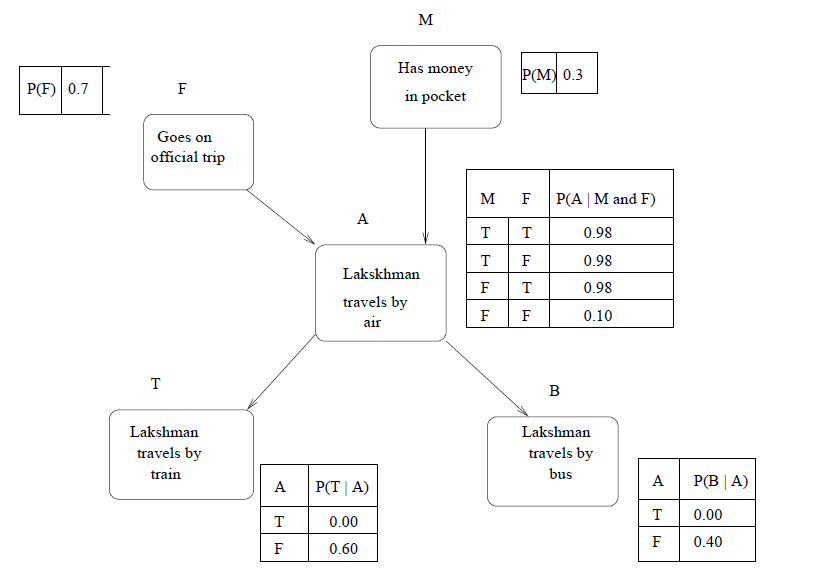 M
P(F) 0.7
F
Has money
in pocket
P(M) 0.3
Goes on
official trip
A
M F P(A | M and F)
T T 0.98
T F 0.98
F T 0.98
F F 0.10
Lakskhman
travels by
air
T
Lakshman
travels by
train
A P(T | A)
T 0.00
F 0.60
B
Lakshman
travels by
bus
A P(B | A)
T 0.00
F 0.40